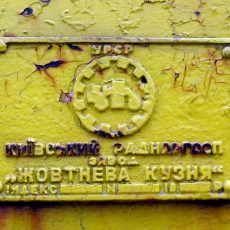 УРСР
КИЇВСЬКИЙ РАДНАРГОСП
ЗАВОД
„ЖОВТНЕВА КУЗНЯ"
ІНДЕКС N